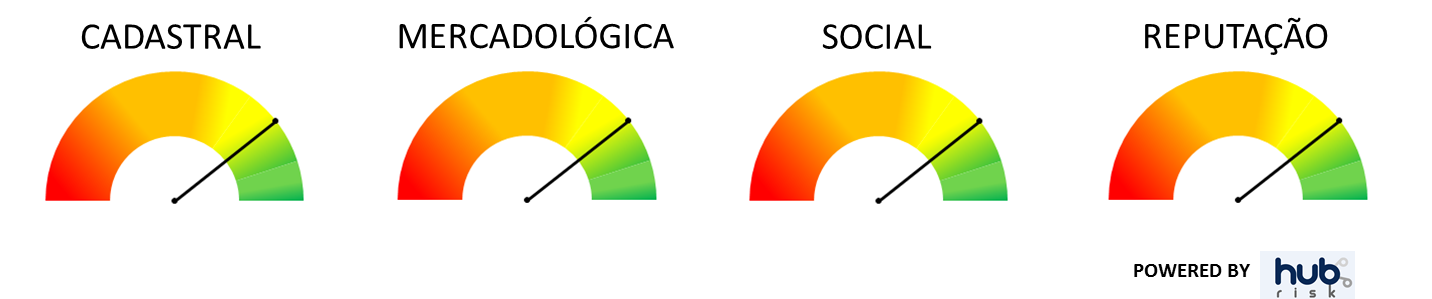 CADASTRAL
MERCADOLÓGICA
SOCIAL
REPUTAÇÃO
POWERED BY
hub
risk